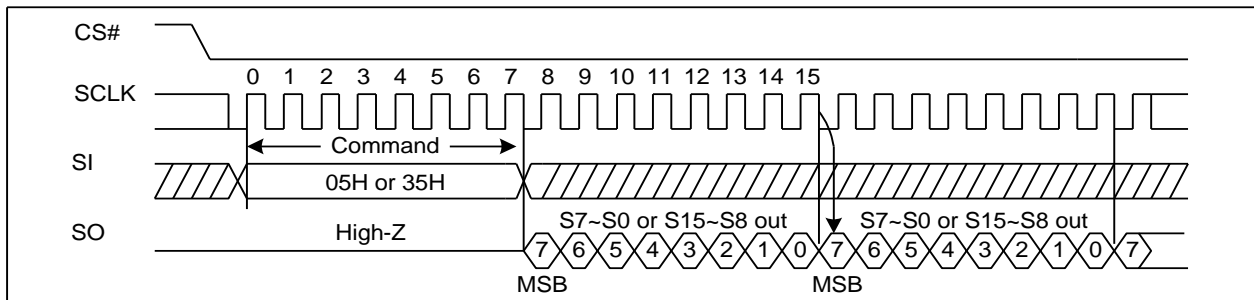 CS#
0 1 2 3 4 5 6 7 8 9 10 11 12 13 14 15
SCLK
Command
SI
05H or 35H
S7~S0 or S15~S8 out S7~S0 or S15~S8 out
SO High-Z
7 6 5 4 3 2 1 0 7 6 5 4 3 2 1 0 7
MSB MSB